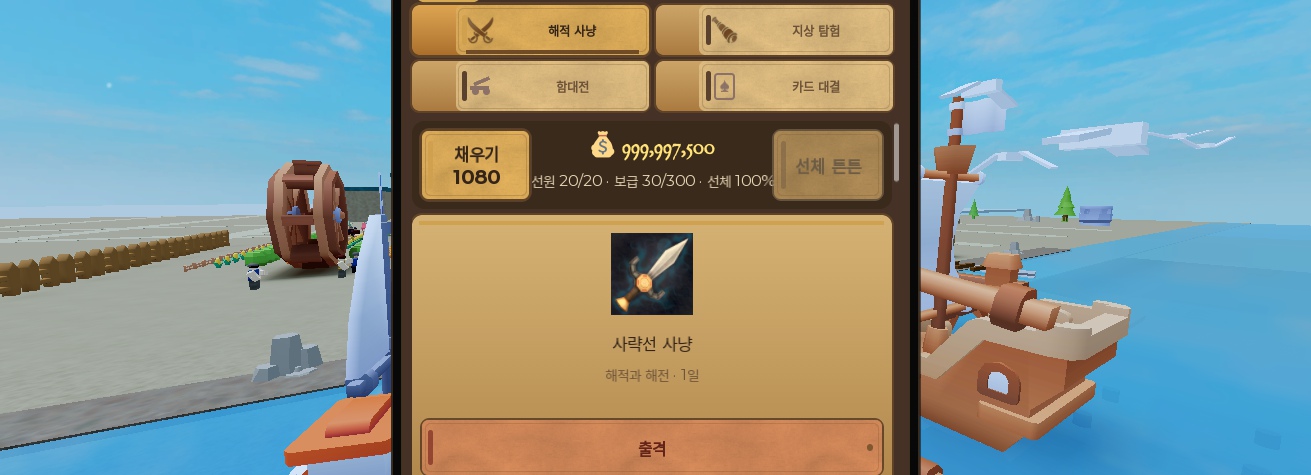 해적 사냥
지상 탐험
함대전
카드 대결
채우기
1080
999,997,500
선원 20/20 · 보급 30/300 · 선체 100%
선체 튼튼
사략선 사냥
해적과 해전 · 1일
출격